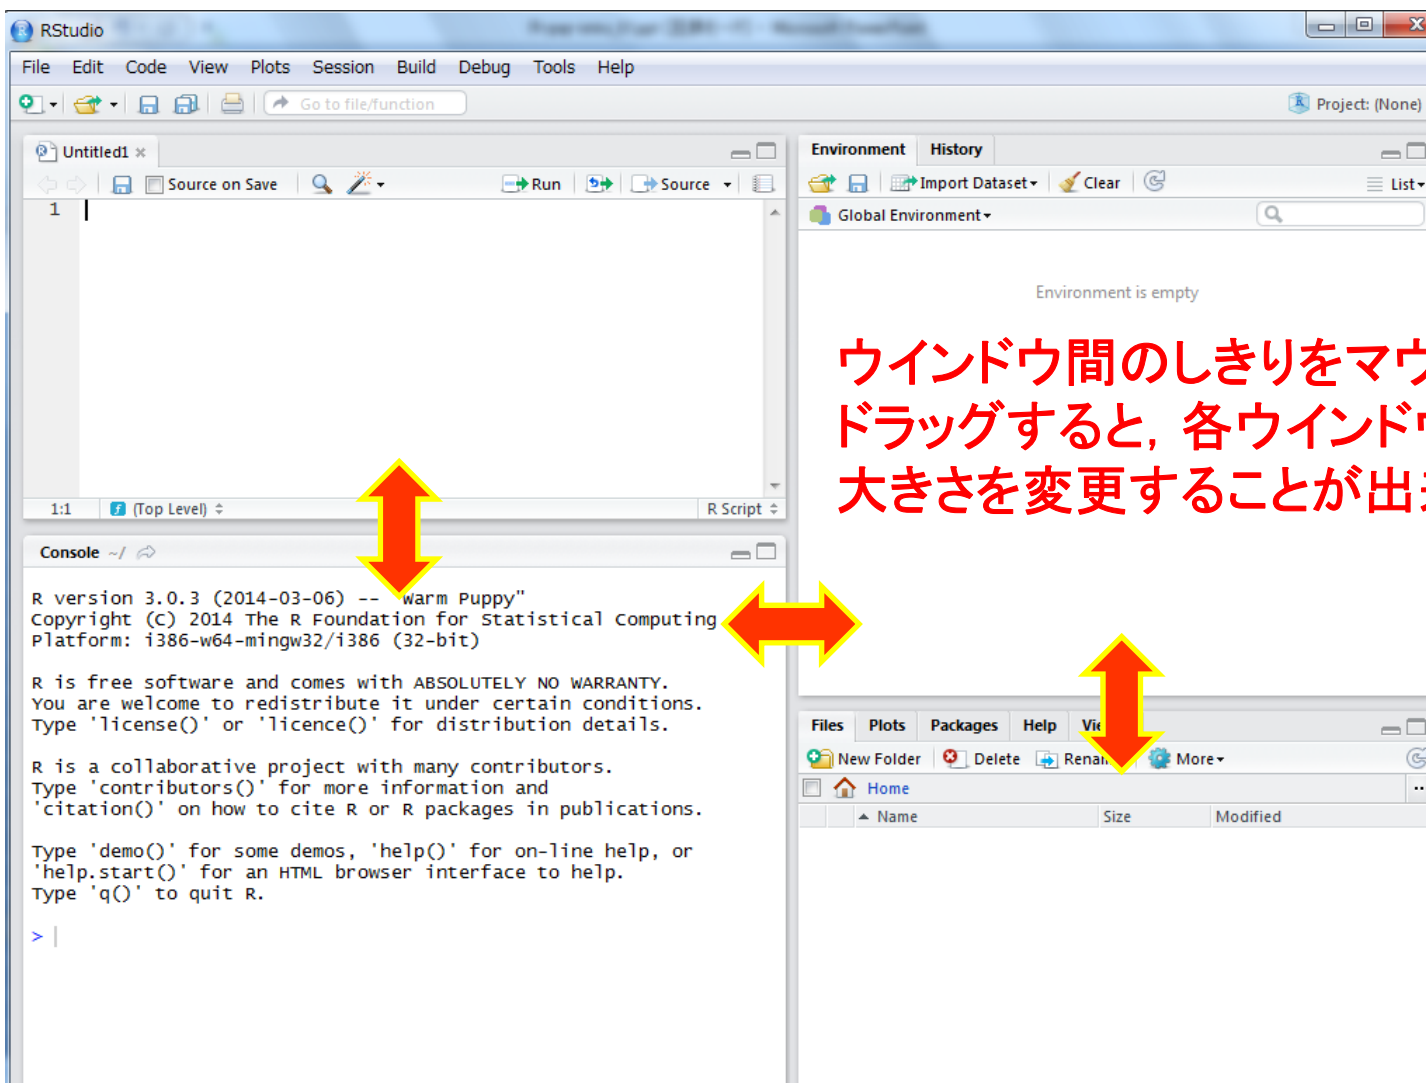 RStudio
File Edit Code View Plots Session Build Debug Tools Help
Go to file/function
Project: (None)
Untitled1
Source on Save Run Source
1
1:1 (Top Level) R Script
Console ~/
R version 3.0.3 (2014-03-06) -- "Warm Puppy"
Copyright (C) 2014 The R Foundation for Statistical Computing
Platform: i386-w64-mingw32/i386 (32-bit)
R is free software and comes with ABSOLUTELY NO WARRANTY.
You are welcome to redistribute it under certain conditions.
Type 'license()' or 'licence()' for distribution details.
R is a collaborative project with many contributors.
Type 'contributors()' for more information and
'citation()' on how to cite R or R packages in publications.
Type 'demo()' for some demos, 'help()' for on-line help, or
'help.start()' for an HTML browser interface to help.
Type 'q()' to quit R.
>
Environment History
Import Dataset Clear List
Global Environment
Environment is empty
ウインドウ間のしきりをマウ
ドラッグすると，各ウインドウ
大きさを変更することが出来
Files Plots Packages Help
New Folder Delete More
Home
Name Size Modified